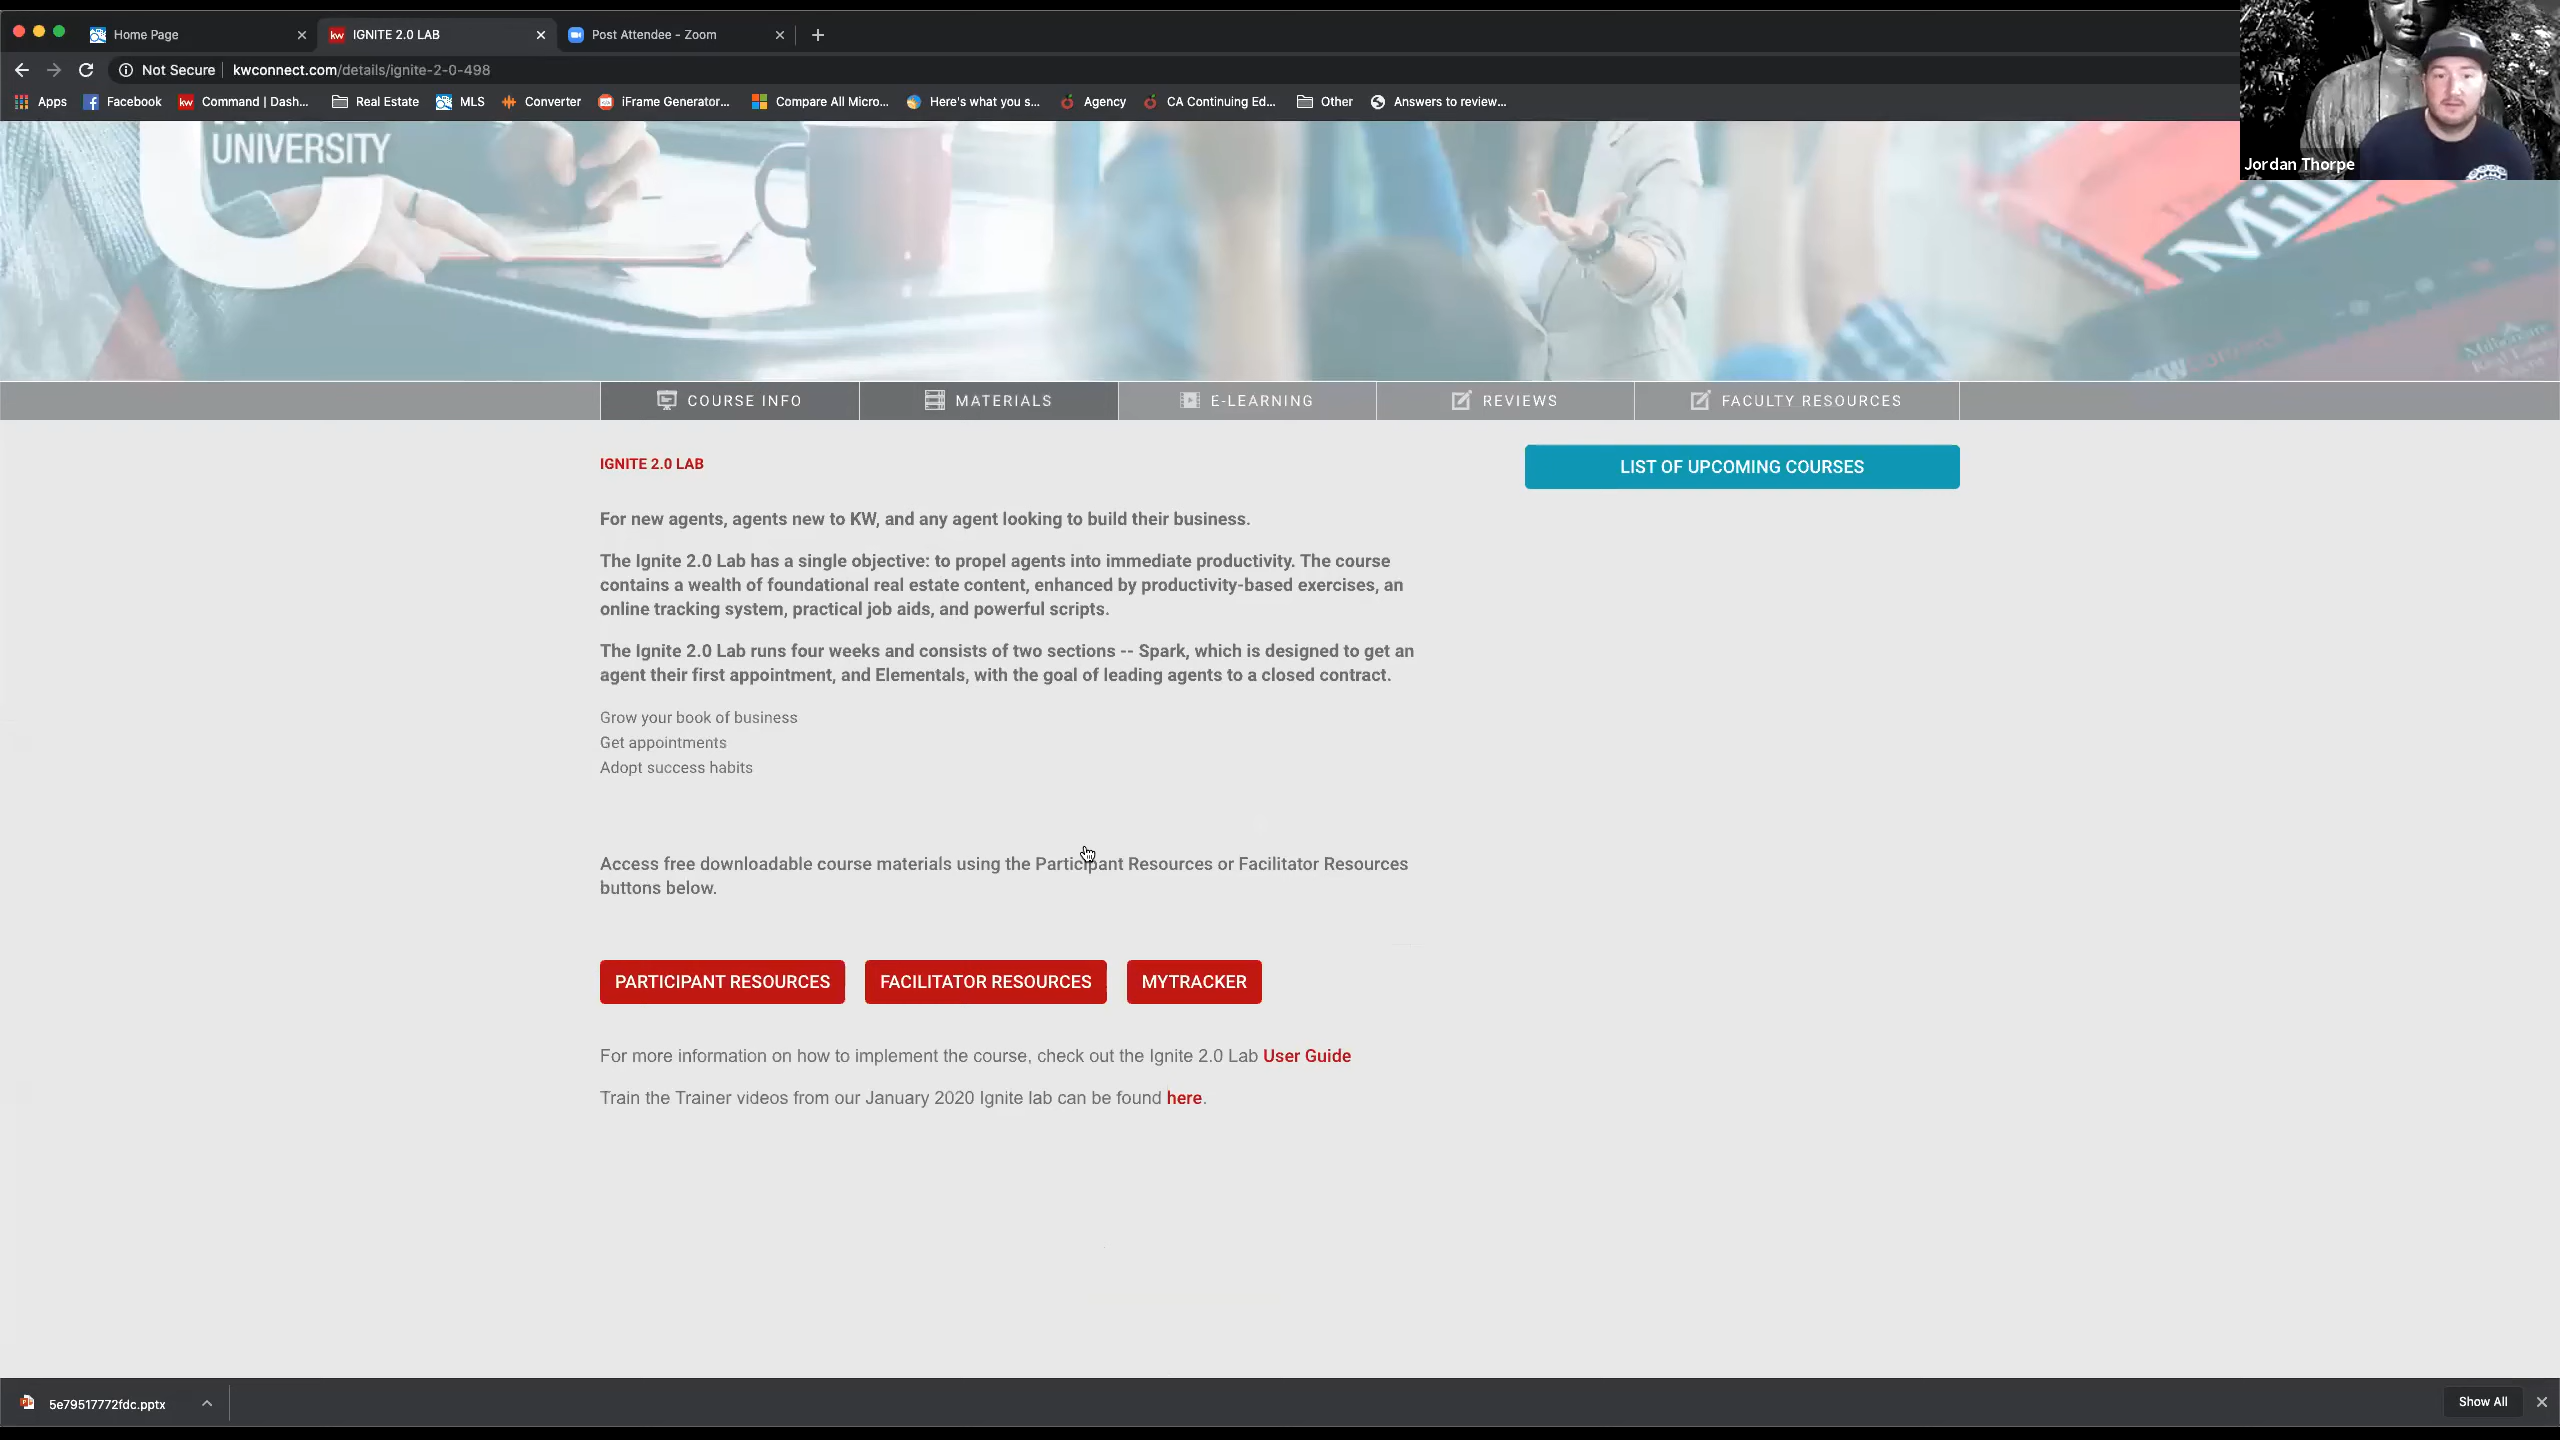 Home Page
IGNITE 2.0 LAB
Post Attendee - Zoom
Not Secure
kwconnect.com/details/ignite-2-0-498
Apps
Facebook
Command | Dash...
Real Estate
MLS
Converter
iFrame Generator...
Compare All Micro...
Here's what you s...
Agency
CA Continuing Ed...
Other
Answers to review...
Jordan Thorpe
UNIVERSITY
COURSE INFO
MATERIALS
E-LEARNING
REVIEWS
FACULTY RESOURCES
IGNITE 2.0 LAB
LIST OF UPCOMING COURSES
For new agents, agents new to KW, and any agent looking to build their business.
The Ignite 2.0 Lab has a single objective: to propel agents into immediate productivity. The course
contains a wealth of foundational real estate content, enhanced by productivity-based exercises, an
online tracking system, practical job aids, and powerful scripts.
The Ignite 2.0 Lab runs four weeks and consists of two sections -- Spark, which is designed to get an
agent their first appointment, and Elementals, with the goal of leading agents to a closed contract.
Grow your book of business
Get appointments
Adopt success habits
Access free downloadable course materials using the Participant Resources or Facilitator Resources
buttons below.
PARTICIPANT RESOURCES
FACILITATOR RESOURCES
MYTRACKER
For more information on how to implement the course, check out the Ignite 2.0 Lab User Guide
Train the Trainer videos from our January 2020 Ignite lab can be found here.
5e79517772fdc.pptx
Show All